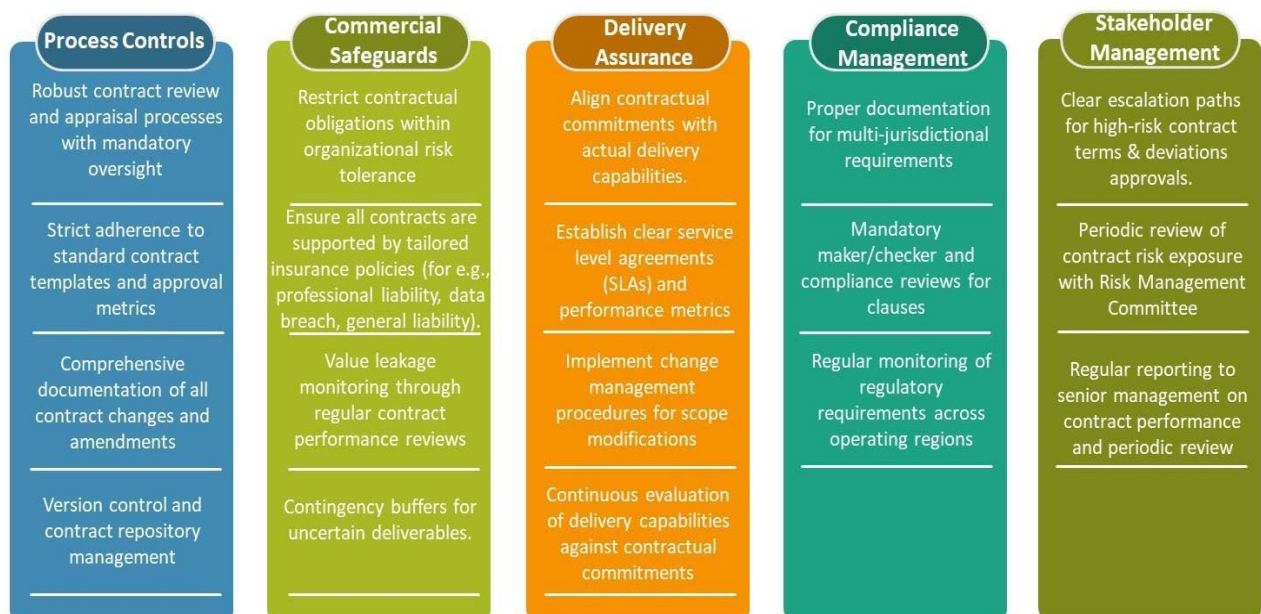 Process Controls
Robust contract review
and appraisal processes
with mandatory
oversight
Strict adherence to
standard contract
templates and approval
metrics
Comprehensive
documentation of all
contract changes and
amendments
Version control and
contract repository
management
Commercial
Safeguards
Restrict contractual
obligations within
organizational risk
tolerance
Ensure all contracts are
supported by tailored
insurance policies (for e.g.,
professional liability, data
breach, general liability).
Value leakage
monitoring through
regular contract
performance reviews
Contingency buffers for
uncertain deliverables.
Delivery
Assurance
Align contractual
commitments with
actual delivery
capabilities.
Establish clear service
level agreements
(SLAs) and
performance metrics
Implement change
management
procedures for scope
modifications
Continuous evaluation
of delivery capabilities
against contractual
commitments
Compliance
Management
Proper documentation
for multi-jurisdictional
requirements
Mandatory
maker/checker and
compliance reviews for
clauses
Regular monitoring of
regulatory
requirements across
operating regions
Stakeholder
Management
Clear escalation paths
for high-risk contract
terms & deviations
approvals.
Periodic review of
contract risk exposure
with Risk Management
Committee
Regular reporting to
senior management on
contract performance
and periodic review